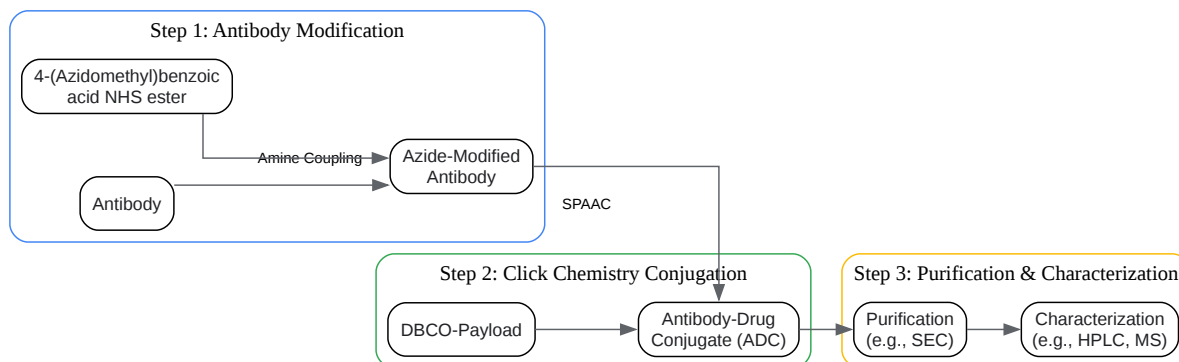 Step 1: Antibody Modification
4-(Azidomethyl)benzoic
acid NHS ester
Amine Coupling
Azide-Modified
Antibody
Antibody
SPAAC
Step 2: Click Chemistry Conjugation
DBCO-Payload
Antibody-Drug
Conjugate (ADC)
Step 3: Purification & Characterization
Purification
(e.g., SEC)
Characterization
(e.g., HPLC, MS)